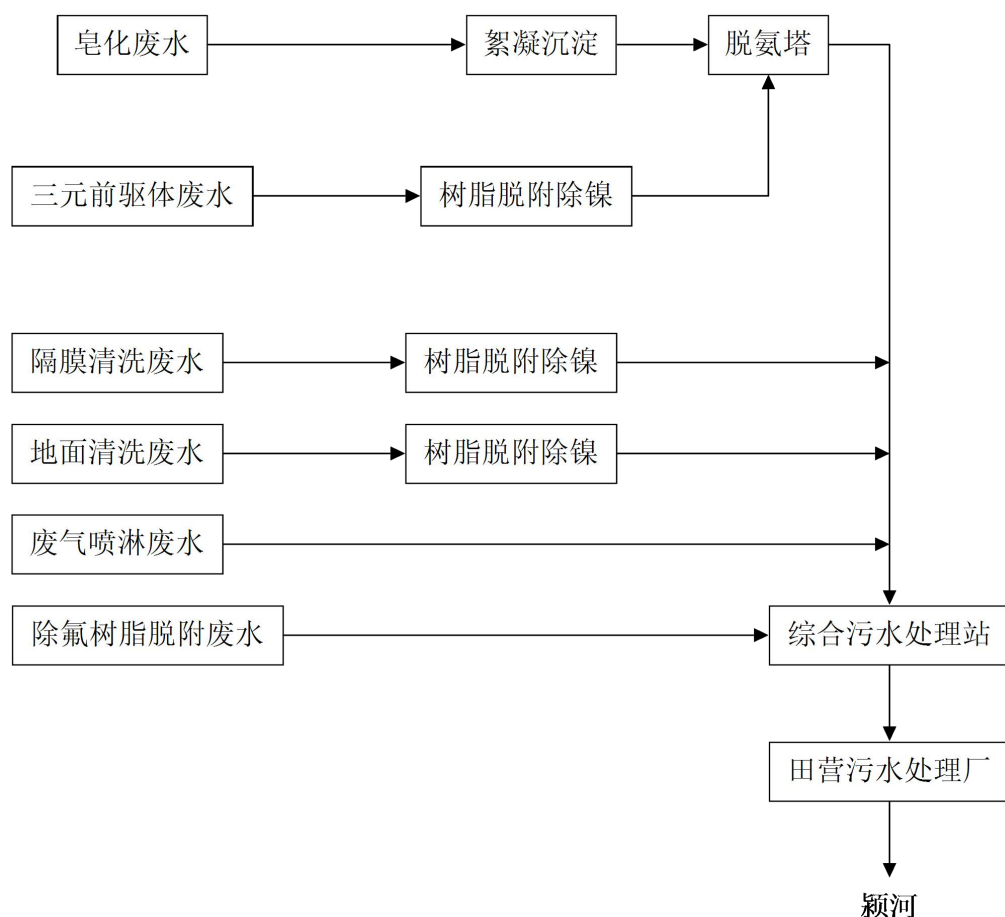 皂化废水
絮凝沉淀
脱氨塔
三元前驱体废水
树脂脱附除镍
隔膜清洗废水
树脂脱附除镍
地面清洗废水
树脂脱附除镍
废气喷淋废水
除氟树脂脱附废水
综合污水处理站
田营污水处理厂
颍河